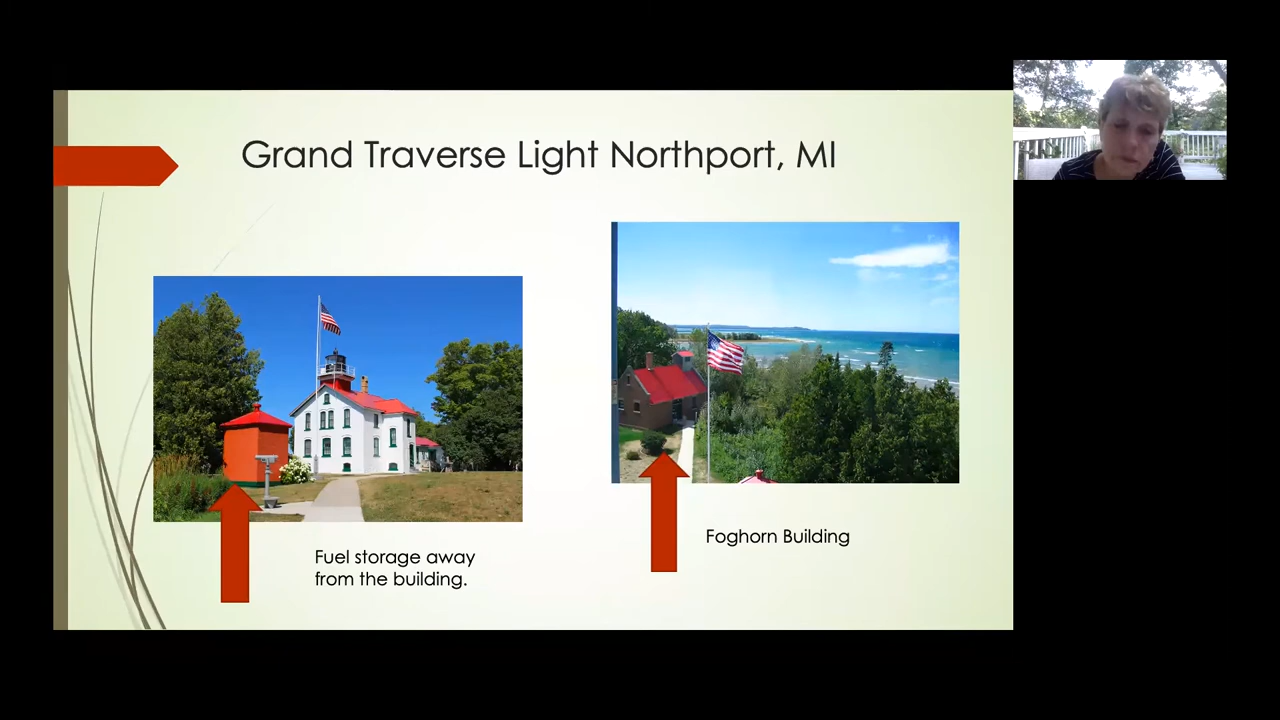 Grand Traverse Light Northport, MI
Fuel storage away
from the building.
Foghorn Building